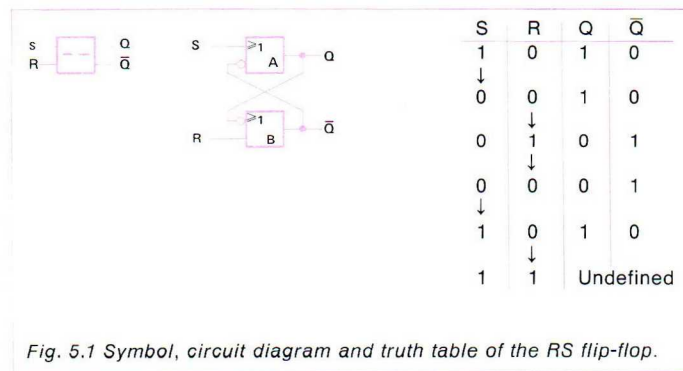 S Q
R Q̅
S ≥1 A Q
≥1 B Q̅
R
S R Q Q̅
1 0 1 0
↓
0 0 1 0
↓
0 1 0 1
↓
0 0 0 1
↓
1 0 1 0
↓
1 1 Undefined
Fig. 5.1 Symbol, circuit diagram and truth table of the RS flip-flop.